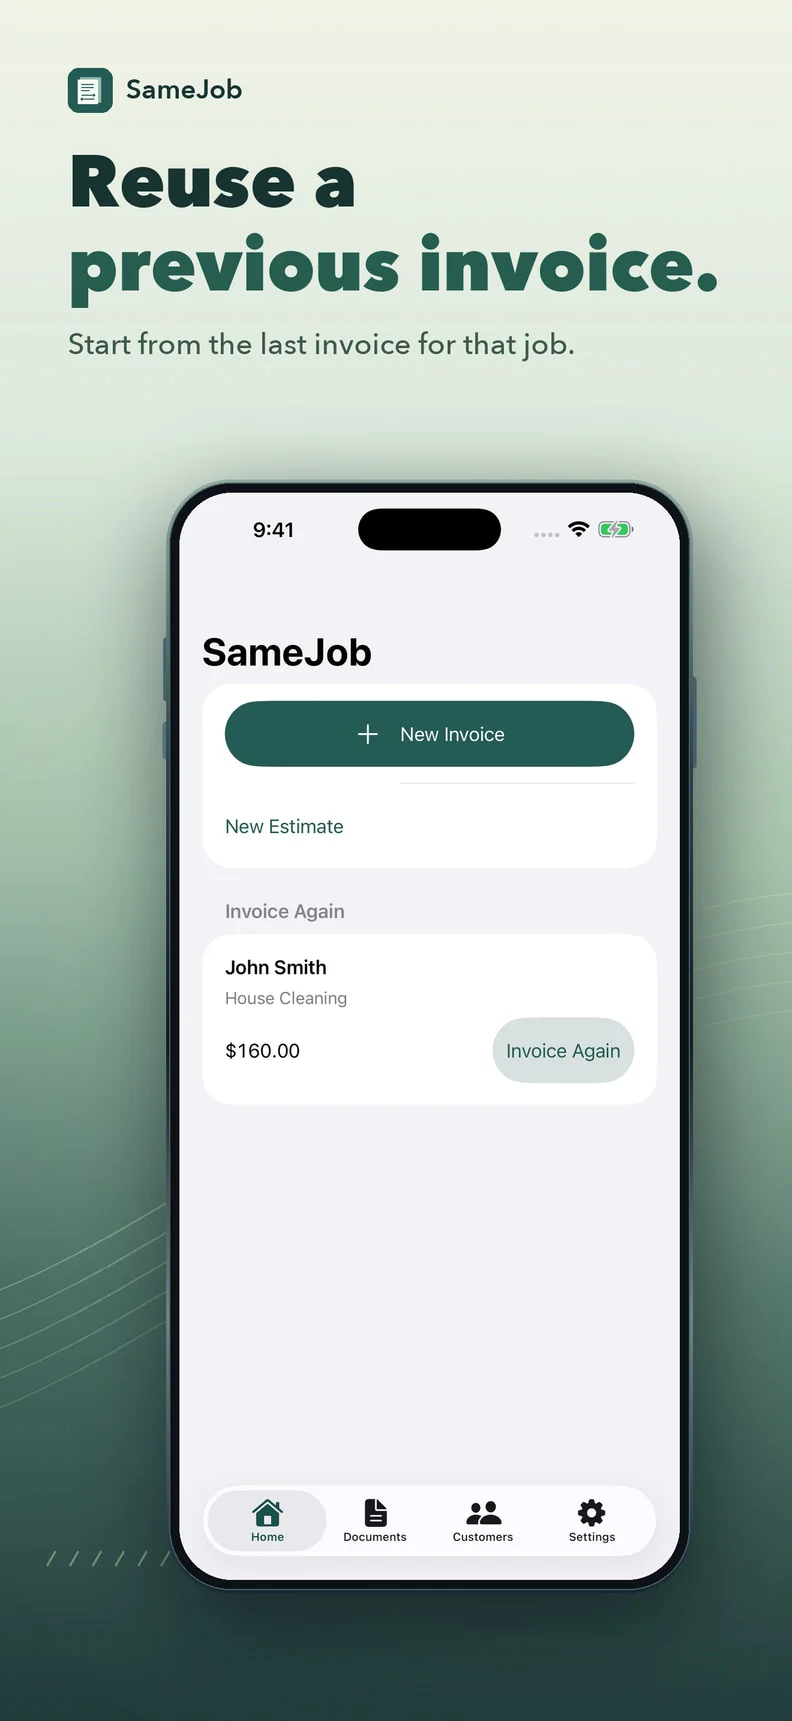 SameJob
Reuse a
previous invoice.
Start from the last invoice for that job.
9:41
SameJob
New Invoice
New Estimate
Invoice Again
John Smith
House Cleaning
$160.00
Invoice Again
Home
Documents
Customers
Settings